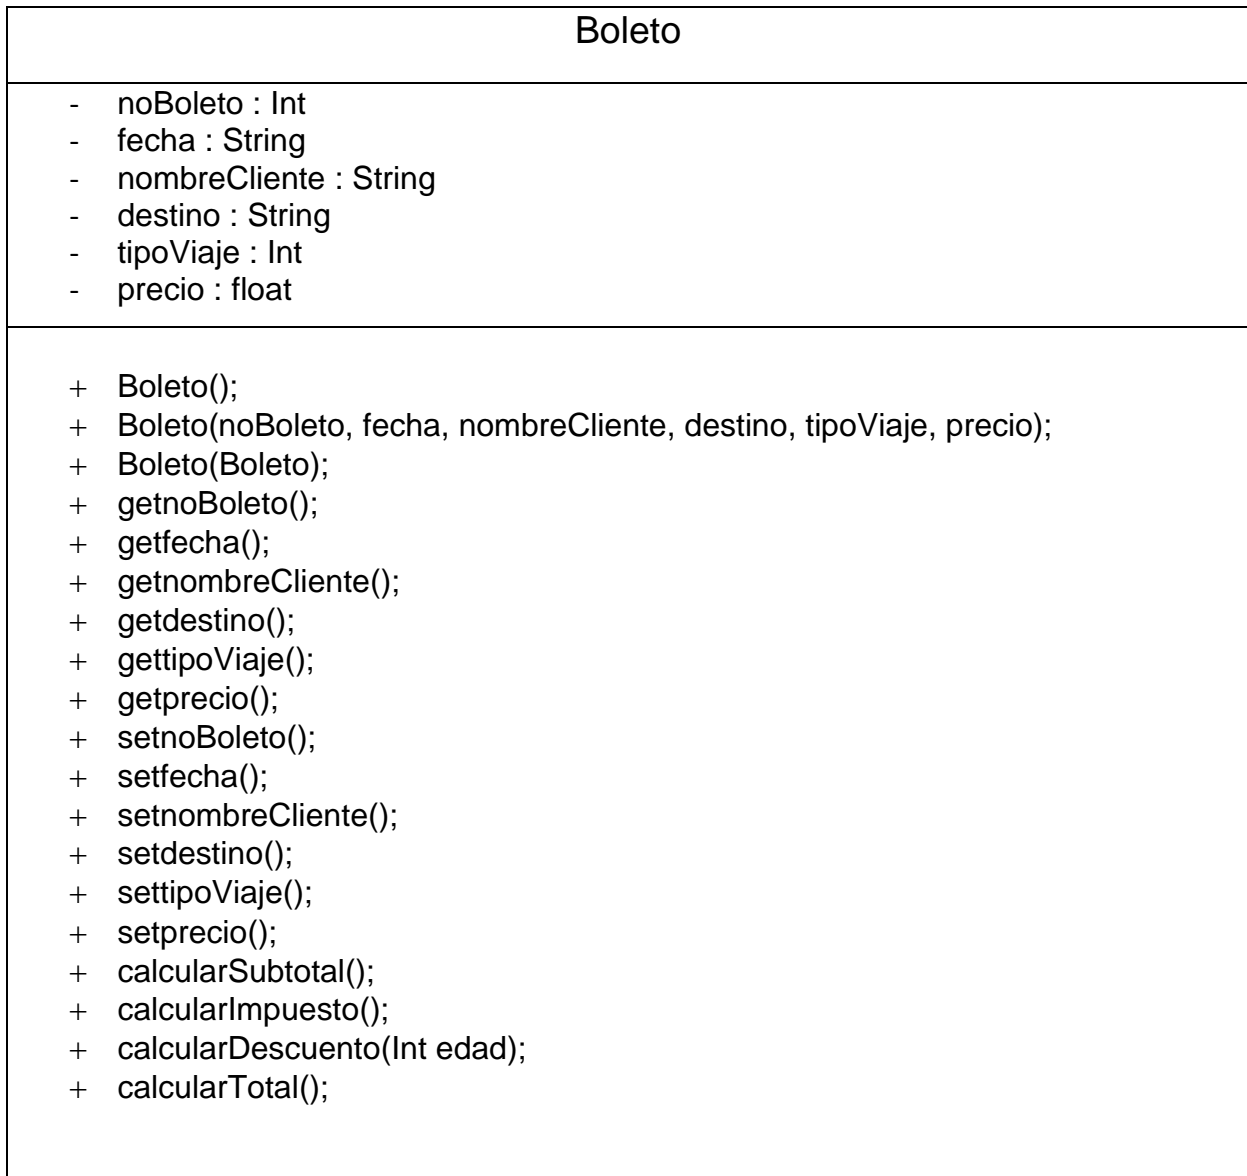 Boleto
- noBoleto : Int
- fecha : String
- nombreCliente : String
- destino : String
- tipoViaje : Int
- precio : float
+ Boleto();
+ Boleto(noBoleto, fecha, nombreCliente, destino, tipoViaje, precio);
+ Boleto(Boleto);
+ getnoBoleto();
+ getfecha();
+ getnombreCliente();
+ getdestino();
+ gettipoViaje();
+ getprecio();
+ setnoBoleto();
+ setfecha();
+ setnombreCliente();
+ setdestino();
+ settipoViaje();
+ setprecio();
+ calcularSubtotal();
+ calcularImpuesto();
+ calcularDescuento(Int edad);
+ calcularTotal();